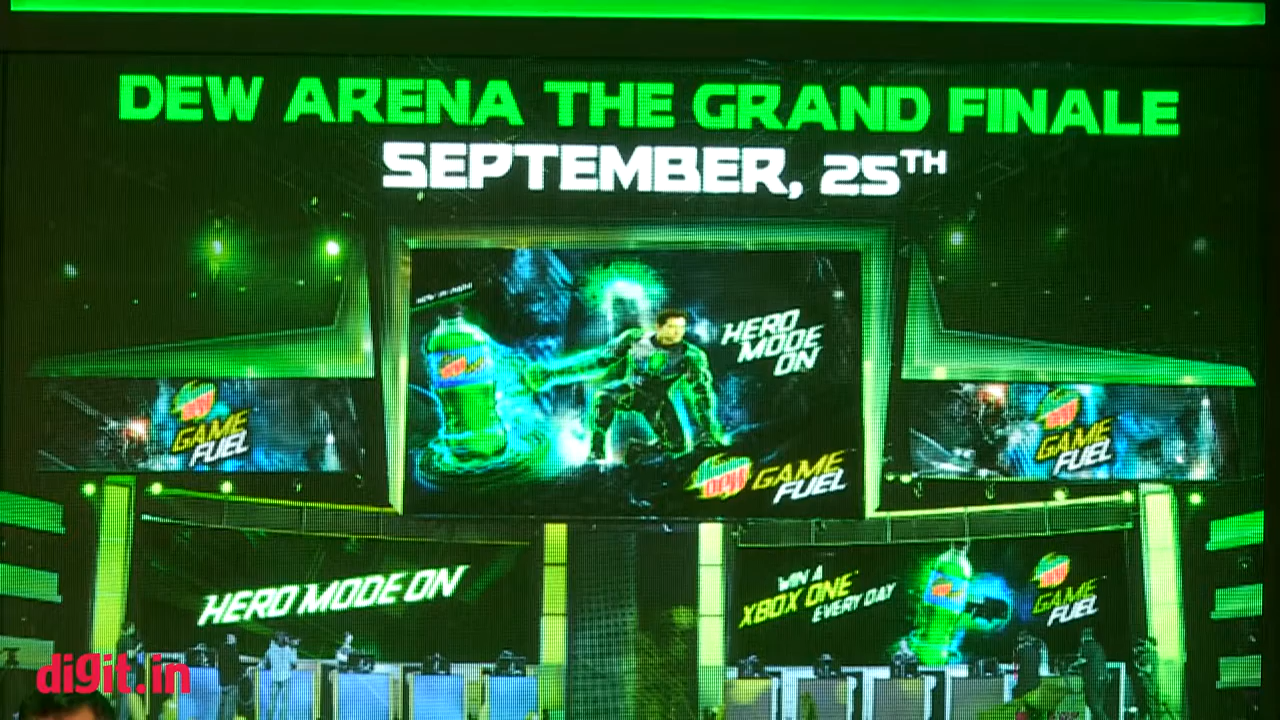 DEW ARENA THE GRAND FINALE
SEPTEMBER, 25TH
HERO
MODE
ON
DEW GAME
FUEL
DEW
GAME
FUEL
DEW
GAME
FUEL
HERO MODE ON
WIN A
XBOX ONE
EVERY DAY
DEW
GAME
FUEL
digit.in